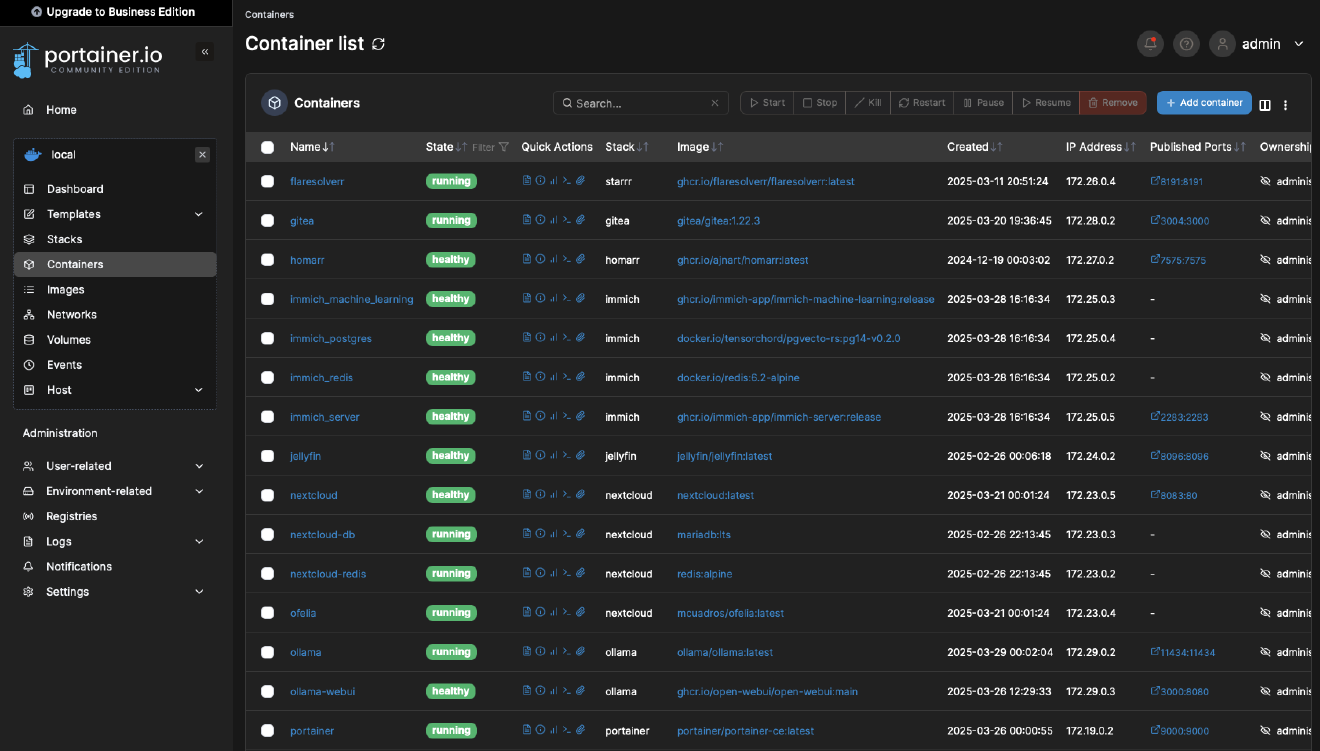 Upgrade to Business Edition
portainer.io
COMMUNITY EDITION
Home
local
Dashboard
Templates
Stacks
Containers
Images
Networks
Volumes
Events
Host
Administration
User-related
Environment-related
Registries
Logs
Notifications
Settings
Containers
Container list
admin
Containers
Search...
Start Stop Kill Restart Pause Resume Remove
Add container
Name State Filter Quick Actions Stack Image Created IP Address Published Ports Ownership
flaresolverr running starrr ghcr.io/flaresolverr/flaresolverr:latest 2025-03-11 20:51:24 172.26.0.4 8191:8191 adminis
gitea running gitea gitea/gitea:1.22.3 2025-03-20 19:36:45 172.28.0.2 3004:3000 adminis
homarr healthy homarr ghcr.io/ajnart/homarr:latest 2024-12-19 00:03:02 172.27.0.2 7575:7575 adminis
immich_machine_learning healthy immich ghcr.io/immich-app/immich-machine-learning:release 2025-03-28 16:16:34 172.25.0.3 - adminis
immich_postgres healthy immich docker.io/tensorchord/pgvecto-rs:pg14-v0.2.0 2025-03-28 16:16:34 172.25.0.4 - adminis
immich_redis healthy immich docker.io/redis:6.2-alpine 2025-03-28 16:16:34 172.25.0.2 - adminis
immich_server healthy immich ghcr.io/immich-app/immich-server:release 2025-03-28 16:16:34 172.25.0.5 2283:2283 adminis
jellyfin healthy jellyfin jellyfin/jellyfin:latest 2025-02-26 00:06:18 172.24.0.2 8096:8096 adminis
nextcloud healthy nextcloud nextcloud:latest 2025-03-21 00:01:24 172.23.0.5 8083:80 adminis
nextcloud-db running nextcloud mariadb:lts 2025-02-26 22:13:45 172.23.0.3 - adminis
nextcloud-redis running nextcloud redis:alpine 2025-02-26 22:13:45 172.23.0.2 - adminis
ofelia running nextcloud mcuadros/ofelia:latest 2025-03-21 00:01:24 172.23.0.4 - adminis
ollama running ollama ollama/ollama:latest 2025-03-29 00:02:04 172.29.0.2 11434:11434 adminis
ollama-webui healthy ollama ghcr.io/open-webui/open-webui:main 2025-03-26 12:29:33 172.29.0.3 3000:8080 adminis
portainer running portainer portainer/portainer-ce:latest 2025-03-26 00:00:55 172.19.0.2 9000:9000 adminis